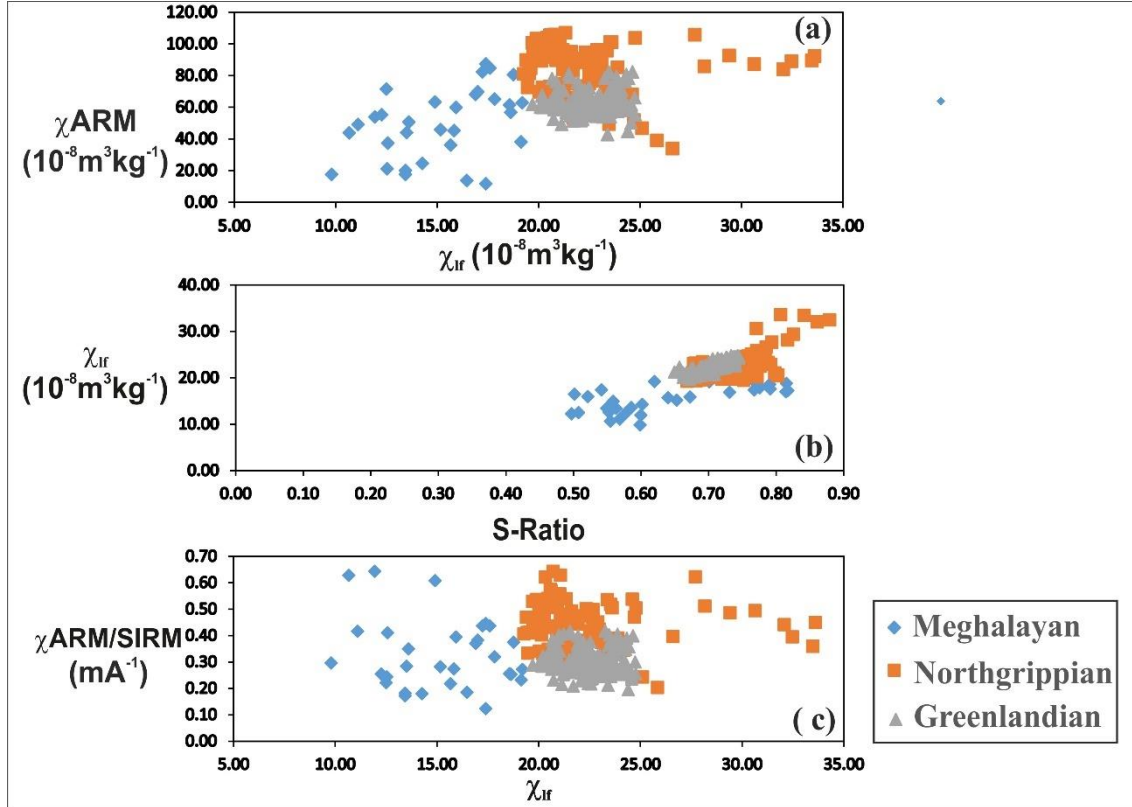 120.00
100.00
80.00
60.00
40.00
20.00
0.00
χARM
(10⁻⁸m³kg⁻¹)
(a)
5.00 10.00 15.00 20.00 25.00 30.00 35.00
χlf (10⁻⁸m³kg⁻¹)
40.00
30.00
20.00
10.00
0.00
χlf
(10⁻⁸m³kg⁻¹)
(b)
0.00 0.10 0.20 0.30 0.40 0.50 0.60 0.70 0.80 0.90
S-Ratio
0.70
0.60
0.50
0.40
0.30
0.20
0.10
0.00
χARM/SIRM
(mA⁻¹)
( c)
5.00 10.00 15.00 20.00 25.00 30.00 35.00
χlf
Meghalayan
Northgrippian
Greenlandian